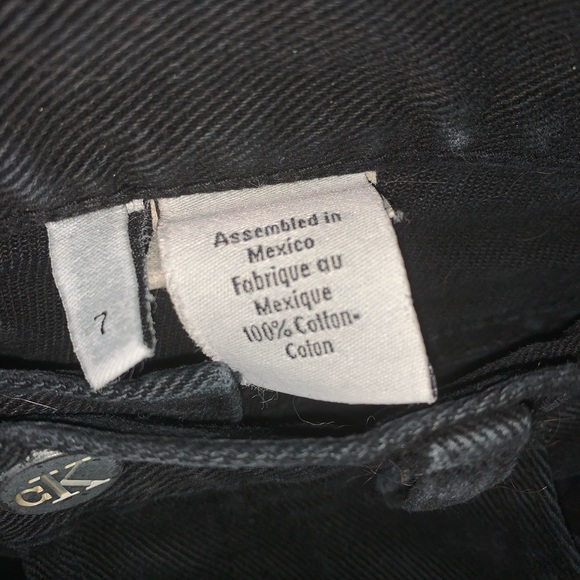 7
Assembled in
Mexico
Fabrique au
Mexique
100% Cotton-
Coton
cK